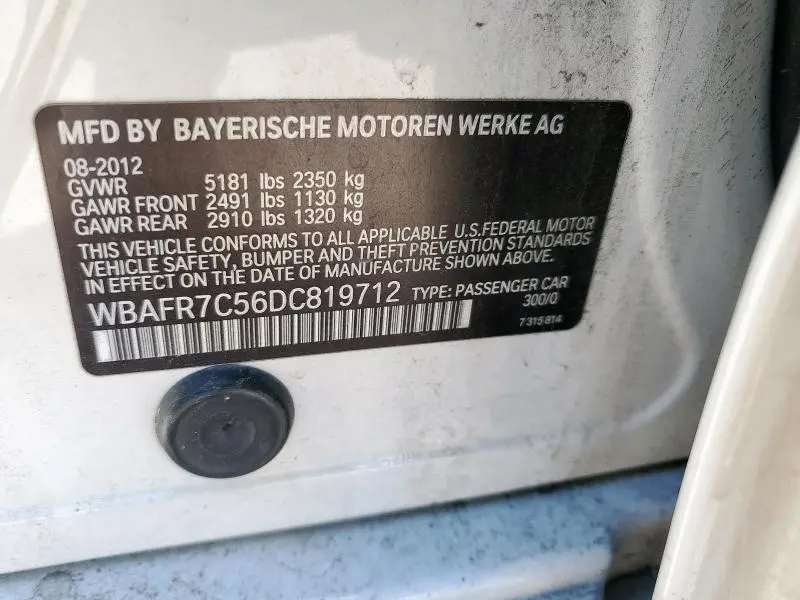 MFD BY BAYERISCHE MOTOREN WERKE AG
08-2012
GVWR 5181 lbs 2350 kg
GAWR FRONT 2491 lbs 1130 kg
GAWR REAR 2910 lbs 1320 kg
THIS VEHICLE CONFORMS TO ALL APPLICABLE U.S.FEDERAL MOTOR
VEHICLE SAFETY, BUMPER AND THEFT PREVENTION STANDARDS
IN EFFECT ON THE DATE OF MANUFACTURE SHOWN ABOVE.
WBAFR7C56DC819712 TYPE: PASSENGER CAR
300/0
7 315 814